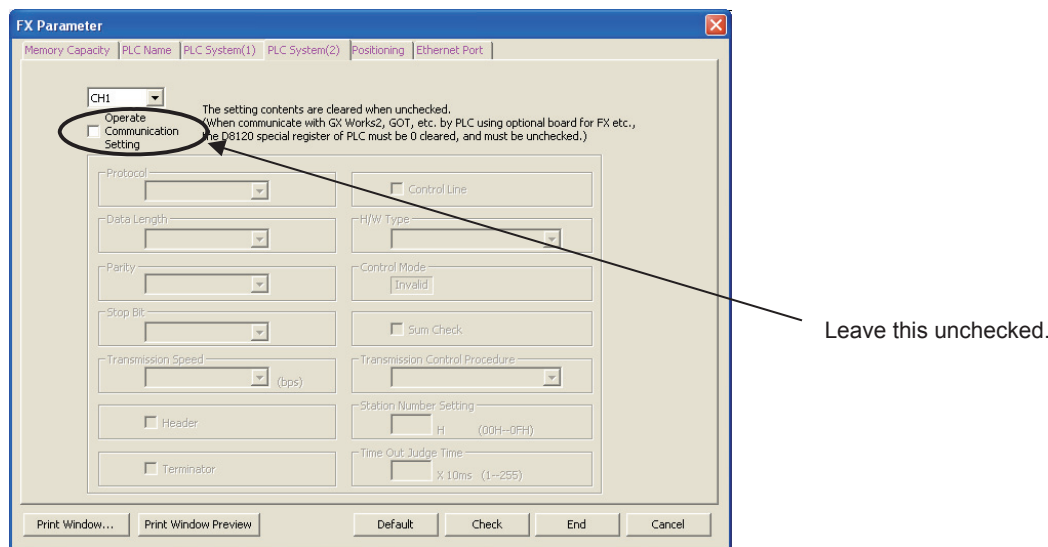 FX Parameter
Memory Capacity PLC Name PLC System(1) PLC System(2) Positioning Ethernet Port
CH1
Operate
Communication
Setting
The setting contents are cleared when unchecked.
(When communicate with GX Works2, GOT, etc. by PLC using optional board for FX etc.,
the D8120 special register of PLC must be 0 cleared, and must be unchecked.)
Protocol
Control Line
Data Length
H/W Type
Parity
Control Mode
Invalid
Stop Bit
Sum Check
Leave this unchecked.
Transmission Speed
(bps)
Transmission Control Procedure
Header
Station Number Setting
H (00H--0FH)
Terminator
Time Out Judge Time
X 10ms (1--255)
Print Window... Print Window Preview Default Check End Cancel